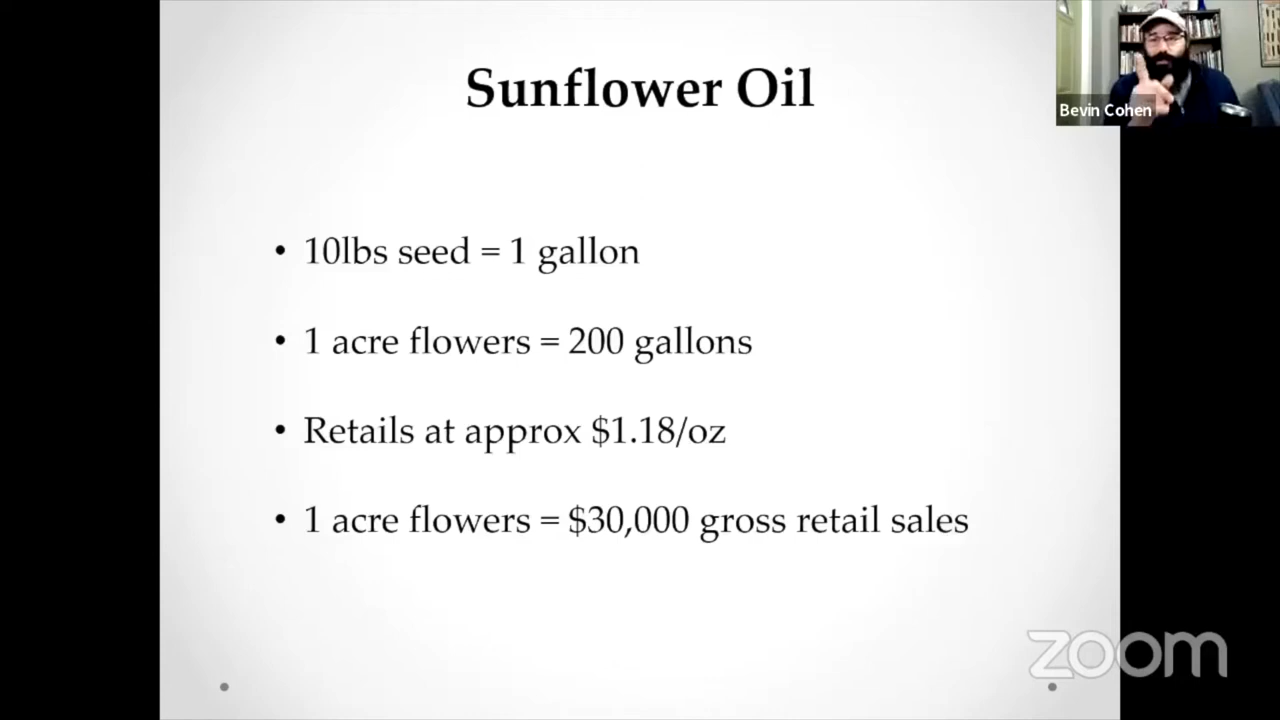 Sunflower Oil
Bevin Cohen
• 10lbs seed = 1 gallon
• 1 acre flowers = 200 gallons
• Retails at approx $1.18/oz
• 1 acre flowers = $30,000 gross retail sales
zoom